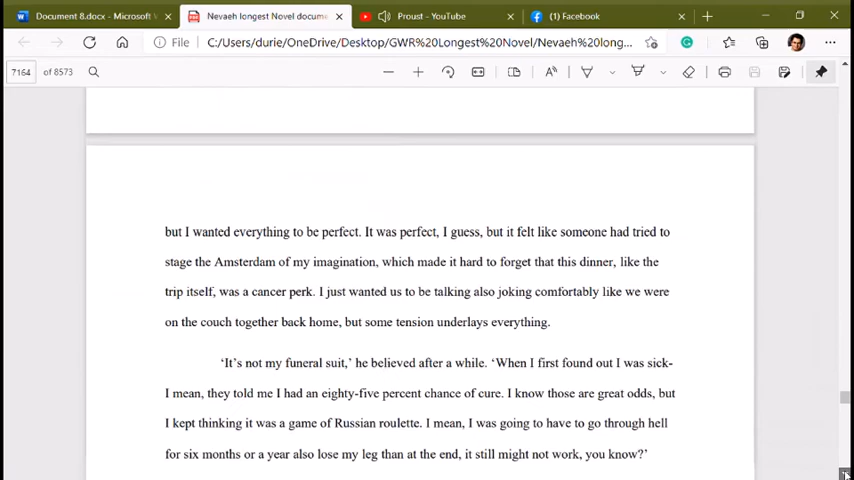 Document 8.docx - Microsoft W
Nevaeh longest Novel docume
Proust - YouTube
(1) Facebook
File
C:/Users/durie/OneDrive/Desktop/GWR%20Longest%20Novel/Nevaeh%20long...
7164 of 8573
but I wanted everything to be perfect. It was perfect, I guess, but it felt like someone had tried to
stage the Amsterdam of my imagination, which made it hard to forget that this dinner, like the
trip itself, was a cancer perk. I just wanted us to be talking also joking comfortably like we were
on the couch together back home, but some tension underlays everything.
‘It’s not my funeral suit,’ he believed after a while. ‘When I first found out I was sick-
I mean, they told me I had an eighty-five percent chance of cure. I know those are great odds, but
I kept thinking it was a game of Russian roulette. I mean, I was going to have to go through hell
for six months or a year also lose my leg than at the end, it still might not work, you know?’